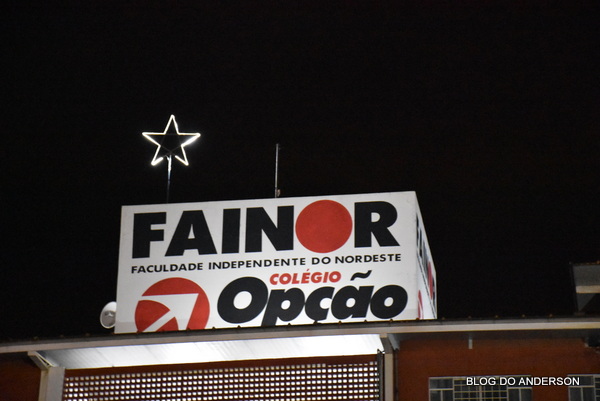 FAINOR
FACULDADE INDEPENDENTE DO NORDESTE
COLÉGIO
Opção
BLOG DO ANDERSON